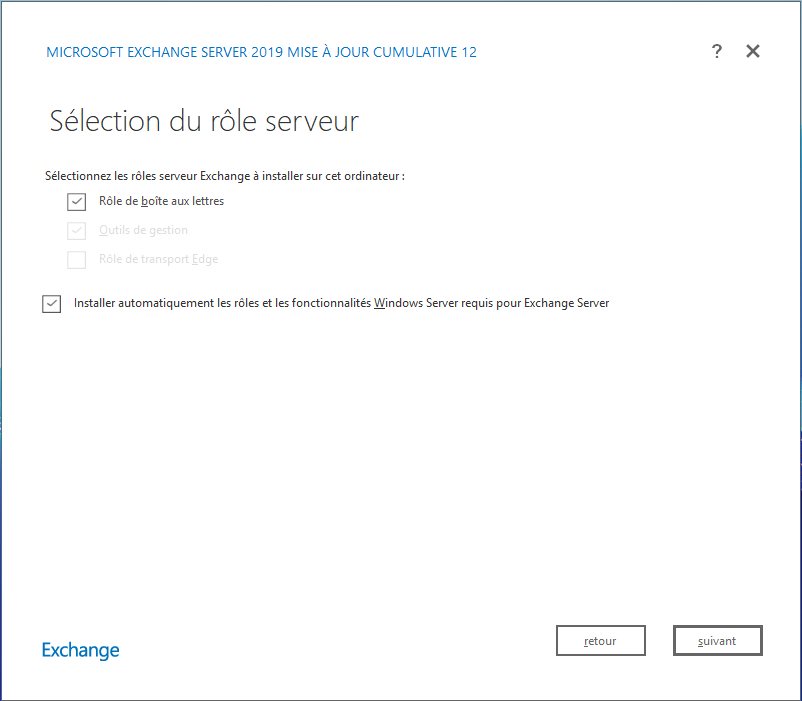 MICROSOFT EXCHANGE SERVER 2019 MISE À JOUR CUMULATIVE 12
?
Sélection du rôle serveur
Sélectionnez les rôles serveur Exchange à installer sur cet ordinateur :
Rôle de boîte aux lettres
Outils de gestion
Rôle de transport Edge
Installer automatiquement les rôles et les fonctionnalités Windows Server requis pour Exchange Server
retour
suivant
Exchange